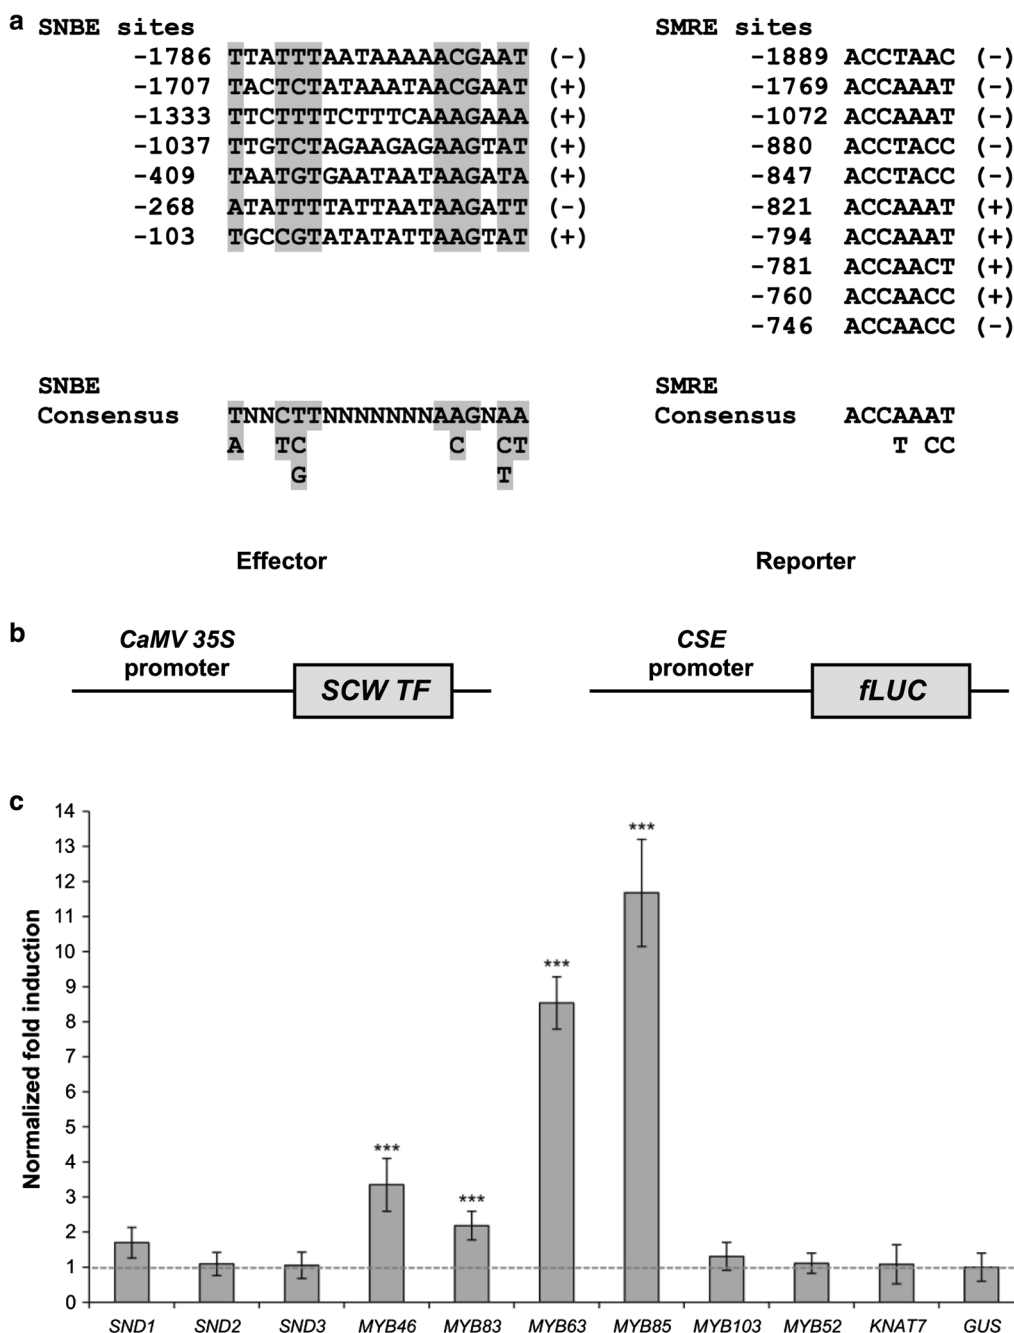 a
SNBE sites
-1786 TTATTTAATAAAAACGAAT (-)
-1707 TACTCTATAAATAACGAAT (+)
-1333 TTCTTTTCTTTCAAAGAAA (+)
-1037 TTGTCTAGAAGAGAAGTAT (+)
-409 TAATGTGAATAATAAGATA (+)
-268 ATATTTTATTAATAAGATT (-)
-103 TGCCGTATATATTAAGTAT (+)
SMRE sites
-1889 ACCTAAC (-)
-1769 ACCAAAT (-)
-1072 ACCAAAT (-)
-880 ACCTACC (-)
-847 ACCTACC (-)
-821 ACCAAAT (+)
-794 ACCAAAT (+)
-781 ACCAACT (+)
-760 ACCAACC (+)
-746 ACCAACC (-)
SNBE
Consensus TNNCTTNNNNNNNAAGNAA
A TC C CT
G T
SMRE
Consensus ACCAAAT
T CC
Effector
Reporter
b
CaMV 35S
promoter
SCW TF
CSE
promoter
fLUC
c
Normalized fold induction
14
13
12
11
10
9
8
7
6
5
4
3
2
1
0
***
***
***
***
SND1 SND2 SND3 MYB46 MYB83 MYB63 MYB85 MYB103 MYB52 KNAT7 GUS